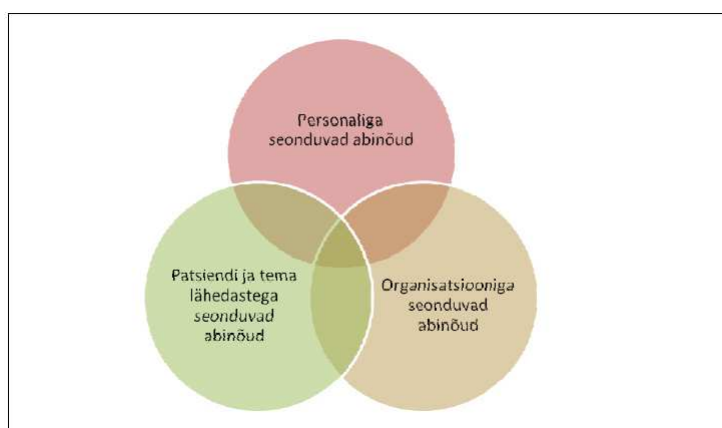 Personaliga
seonduvad abinõud
Patsiendi ja tema
lähedastega
seonduvad
abinõud
Organisatsiooniga
seonduvad
abinõud